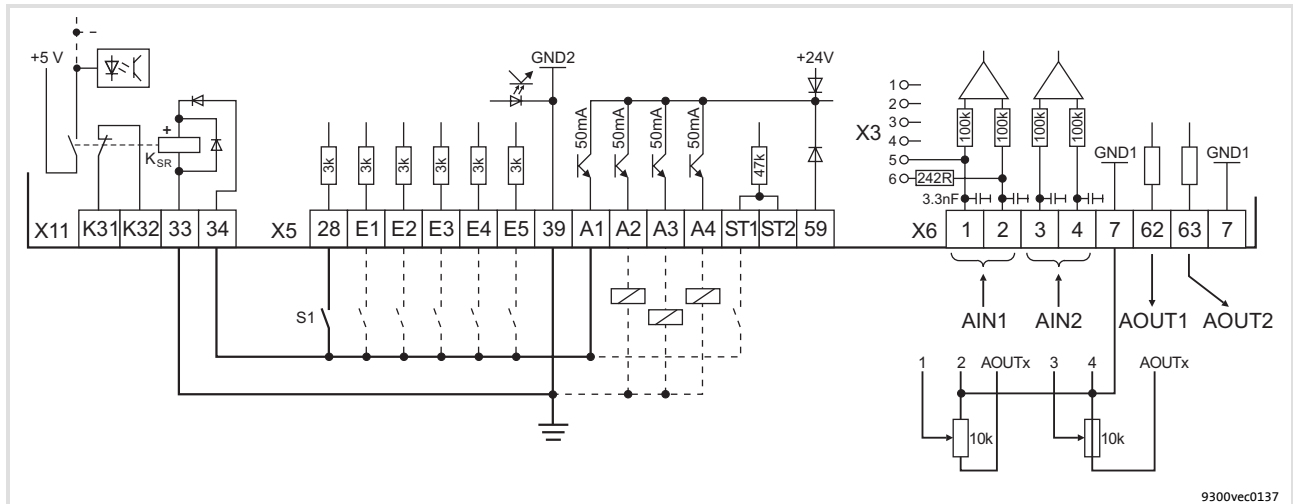 +5 V
GND2
+24V
+
K_SR
3k
3k
3k
3k
3k
3k
50mA
50mA
50mA
50mA
47k
X3
1
2
3
4
5
6
242R
100k
100k
100k
100k
3.3nF
GND1
GND1
X11 K31 K32 33 34
X5 28 E1 E2 E3 E4 E5 39 A1 A2 A3 A4 ST1 ST2 59
X6 1 2 3 4 7 62 63 7
S1
AIN1 AIN2 AOUT1 AOUT2
1 2 AOUTx 3 4 AOUTx
10k 10k
9300vec0137